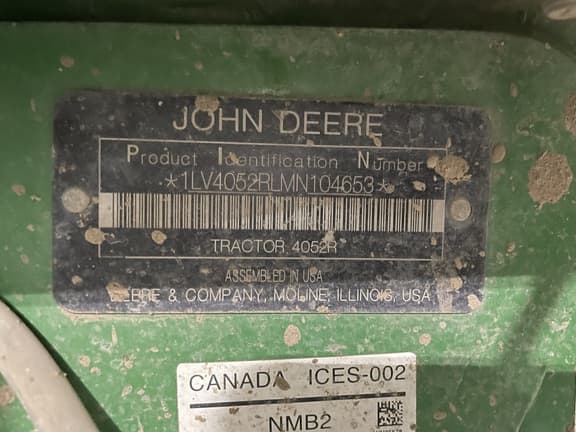 JOHN DEERE
Product Identification Number
*1LV4052RLMN104653*
TRACTOR 4052R
ASSEMBLED IN USA
DEERE & COMPANY, MOLINE, ILLINOIS, USA
CANADA ICES-002
NMB2